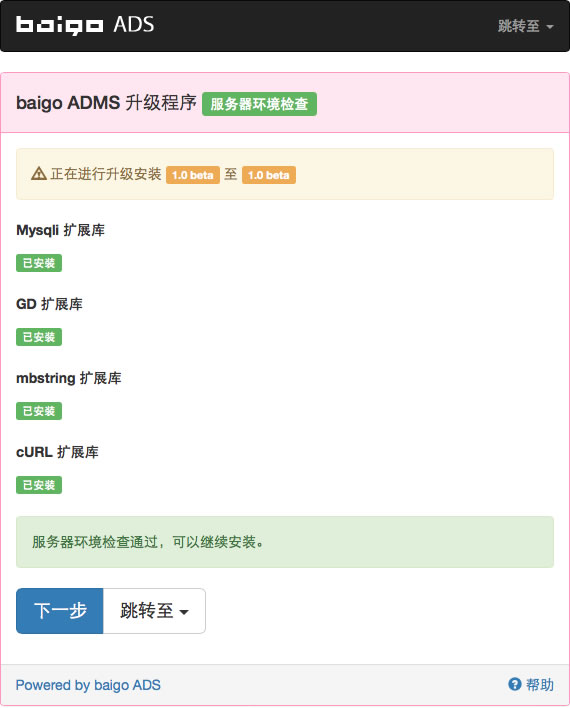 baigo ADS 跳转至
baigo ADMS 升级程序 服务器环境检查
正在进行升级安装 1.0 beta 至 1.0 beta
Mysqli 扩展库
已安装
GD 扩展库
已安装
mbstring 扩展库
已安装
cURL 扩展库
已安装
服务器环境检查通过，可以继续安装。
下一步 跳转至
Powered by baigo ADS 帮助